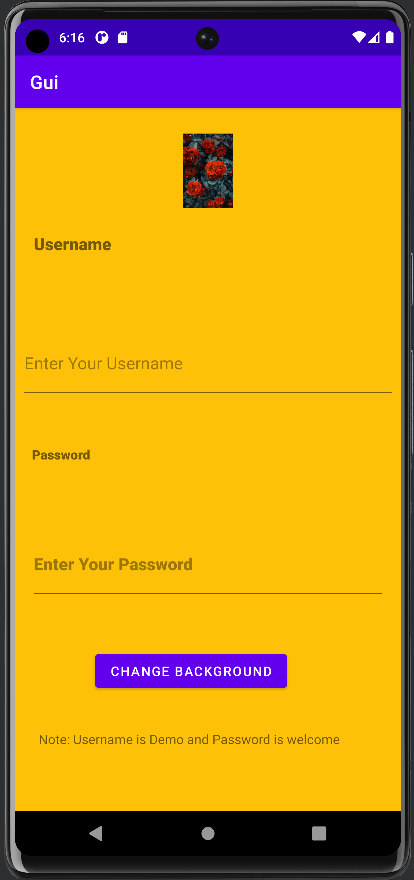 6:16
Gui
Username
Enter Your Username
Password
Enter Your Password
CHANGE BACKGROUND
Note: Username is Demo and Password is welcome